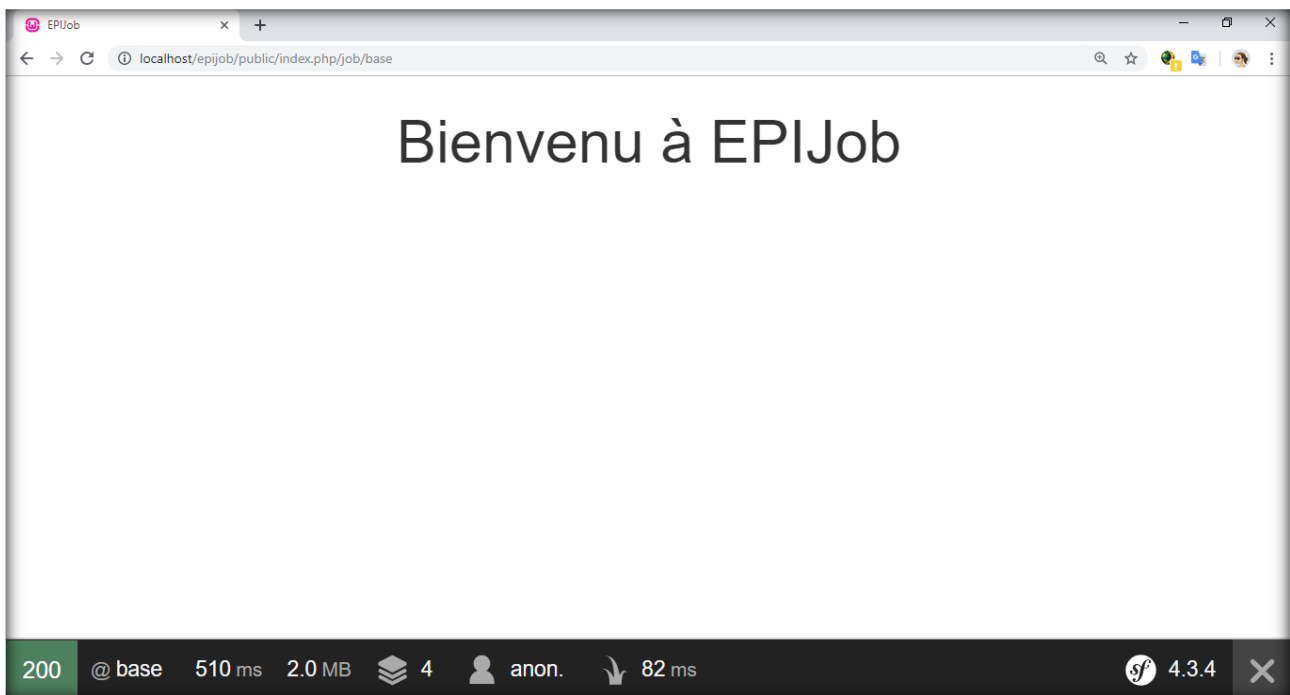 EPIJob
localhost/epijob/public/index.php/job/base
Bienvenu à EPIJob
200 @ base 510 ms 2.0 MB 4 anon. 82 ms sf 4.3.4